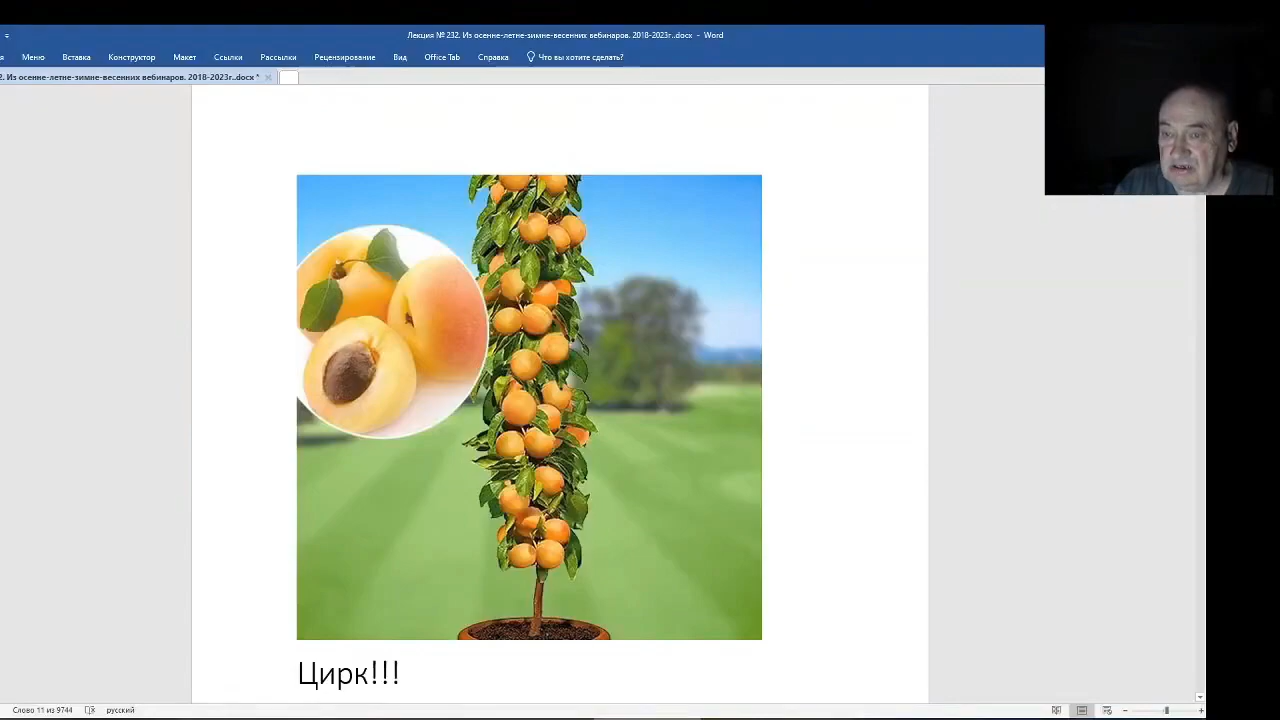 Лекция № 232. Из осенне-летне-зимне-весенних вебинаров. 2018-2023г..docx - Word
Меню Вставка Конструктор Макет Ссылки Рассылки Рецензирование Вид Office Tab Справка Что вы хотите сделать?
2. Из осенне-летне-зимне-весенних вебинаров. 2018-2023г..docx *
Цирк!!!
Слово 11 из 9744 русский